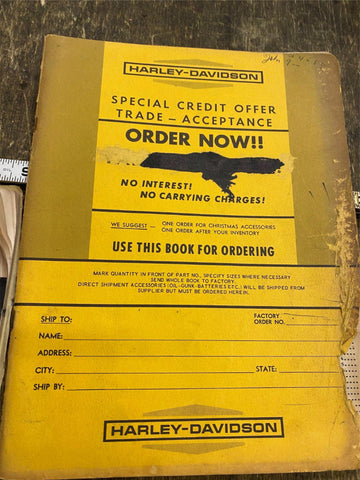 HARLEY-DAVIDSON
SPECIAL CREDIT OFFER
TRADE – ACCEPTANCE
ORDER NOW!!
NO INTEREST!
NO CARRYING CHARGES!
WE SUGGEST — ONE ORDER FOR CHRISTMAS ACCESSORIES
ONE ORDER AFTER YOUR INVENTORY
USE THIS BOOK FOR ORDERING
MARK QUANTITY IN FRONT OF PART NO., SPECIFY SIZES WHERE NECESSARY
SEND WHOLE BOOK TO FACTORY.
DIRECT SHIPMENT ACCESSORIES (OIL-GUNK-BATTERIES ETC.) WILL BE SHIPPED FROM
SUPPLIER BUT MUST BE ORDERED HEREIN.
SHIP TO:
FACTORY
ORDER NO.
NAME:
ADDRESS:
CITY: STATE:
SHIP BY:
HARLEY-DAVIDSON